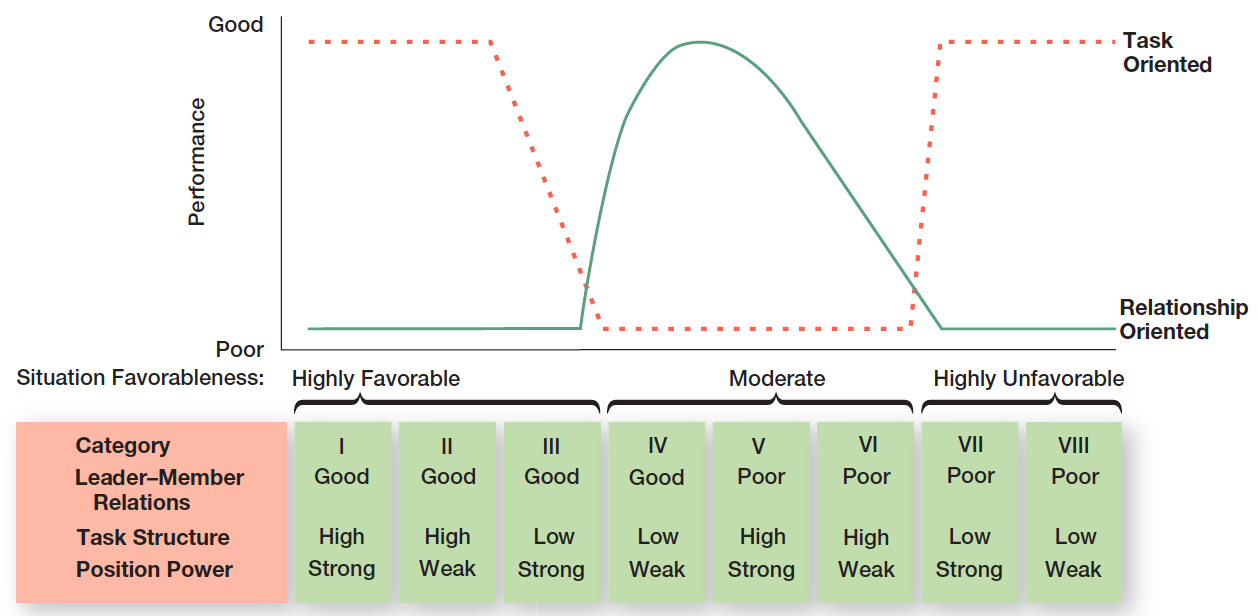 Good
Task
Oriented
Performance
Relationship
Oriented
Poor
Situation Favorableness: Highly Favorable Moderate Highly Unfavorable
Category I II III IV V VI VII VIII
Leader–Member Good Good Good Good Poor Poor Poor Poor
Relations
Task Structure High High Low Low High High Low Low
Position Power Strong Weak Strong Weak Strong Weak Strong Weak